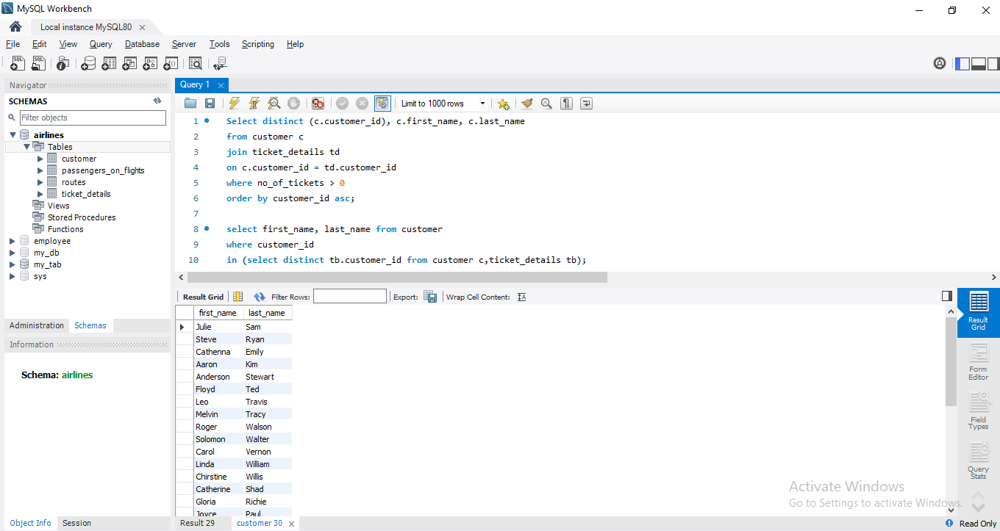 MySQL Workbench
Local instance MySQL80
File Edit View Query Database Server Tools Scripting Help
Navigator
SCHEMAS
Filter objects
airlines
Tables
customer
passengers_on_flights
routes
ticket_details
Views
Stored Procedures
Functions
employee
my_db
my_tab
sys
Administration Schemas
Information
Schema: airlines
Object Info Session
Query 1
Limit to 1000 rows
1 Select distinct (c.customer_id), c.first_name, c.last_name
2 from customer c
3 join ticket_details td
4 on c.customer_id = td.customer_id
5 where no_of_tickets > 0
6 order by customer_id asc;
7
8 select first_name, last_name from customer
9 where customer_id
10 in (select distinct tb.customer_id from customer c,ticket_details tb);
Result Grid Filter Rows: Export: Wrap Cell Content:
first_name last_name
Julie Sam
Steve Ryan
Cathenna Emily
Aaron Kim
Anderson Stewart
Floyd Ted
Leo Travis
Melvin Tracy
Roger Walson
Solomon Walter
Carol Vernon
Linda William
Chirstine Willis
Catherine Shad
Gloria Richie
Joyce Paul
Result 29 customer 30
Result
Grid
Form
Editor
Field
Types
Query
Stats
Activate Windows
Go to Settings to activate Windows.
Read Only